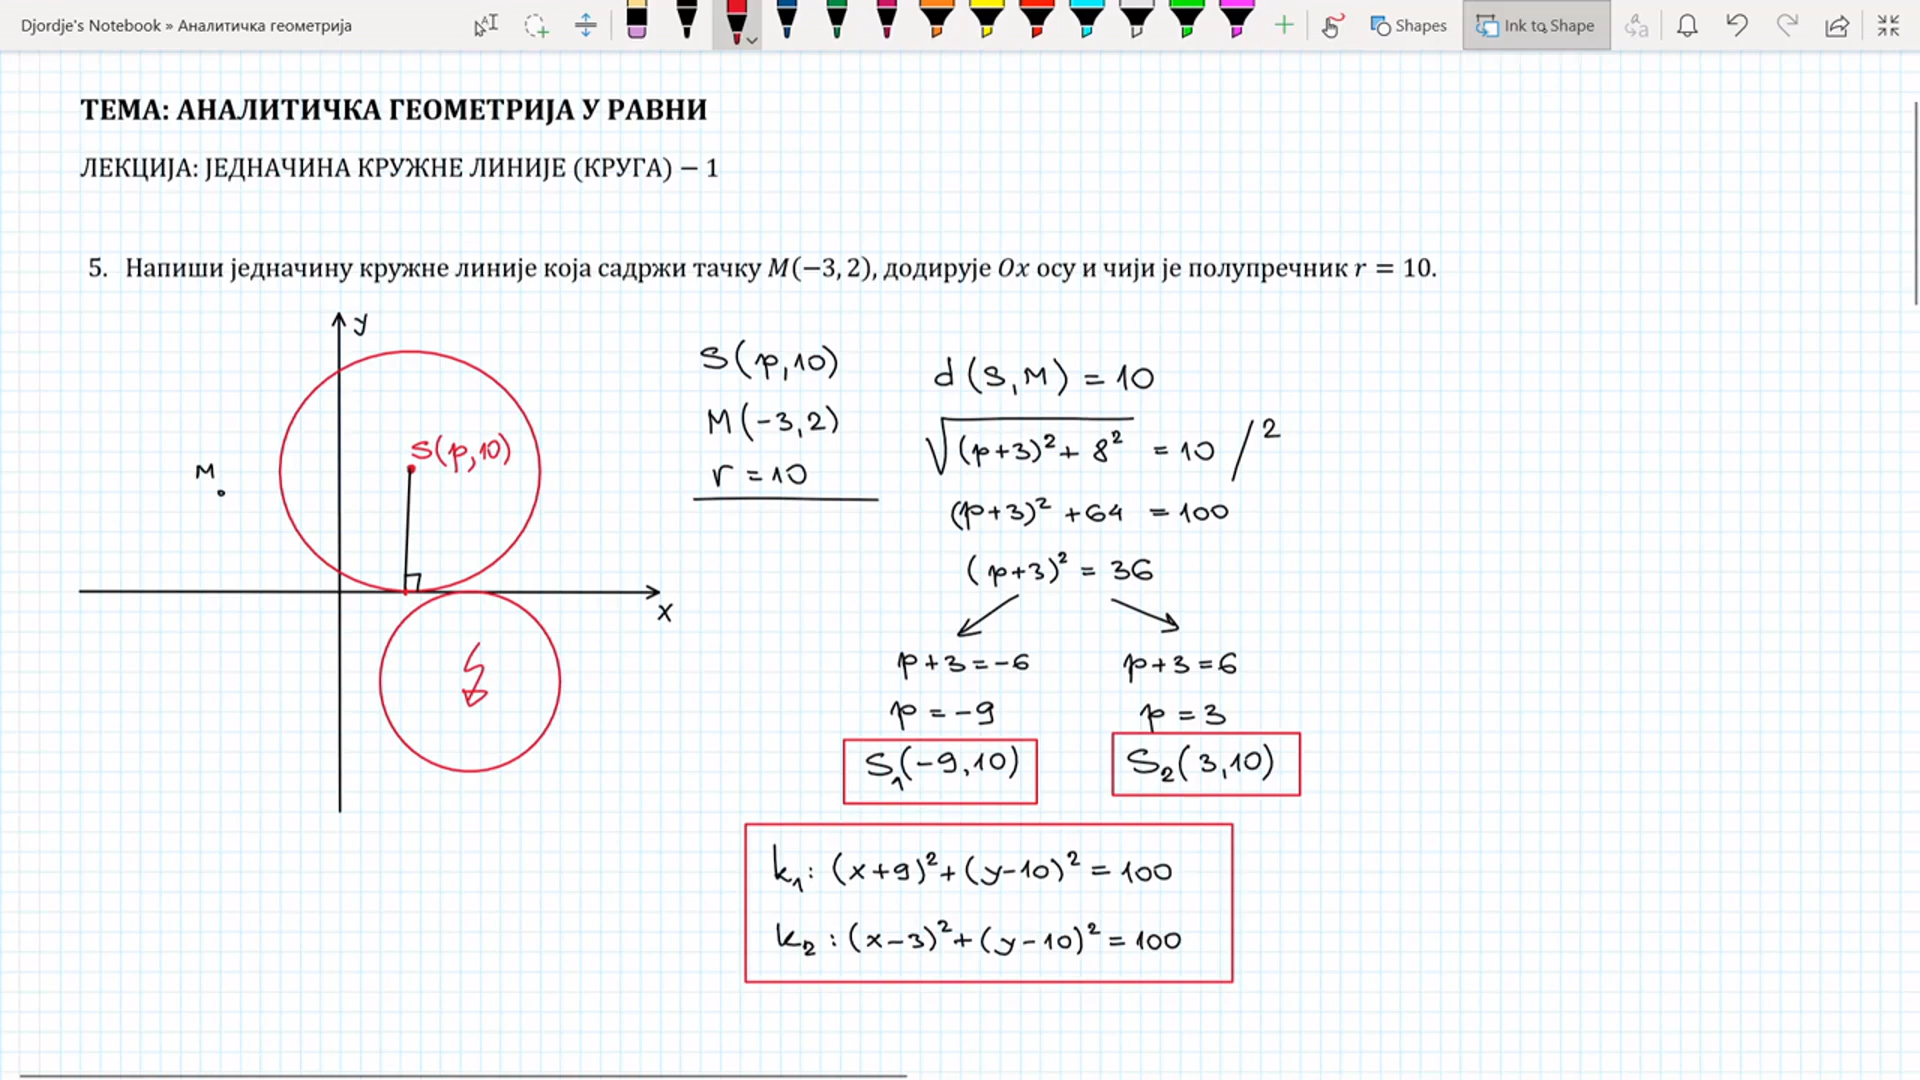 Djordje's Notebook » Аналитичка геометрија
Shapes
Ink to Shape
ТЕМА: АНАЛИТИЧКА ГЕОМЕТРИЈА У РАВНИ
ЛЕКЦИЈА: ЈЕДНАЧИНА КРУЖНЕ ЛИНИЈЕ (КРУГА) – 1
5. Напиши једначину кружне линије која садржи тачку M(−3, 2), додирује Ox осу и чији је полупречник r = 10.
y
S(p,10)
M
x
S(p,10)
M(-3,2)
r = 10
d(S,M) = 10
√((p+3)² + 8²) = 10 /²
(p+3)² + 64 = 100
(p+3)² = 36
p+3 = -6
p = -9
S₁(-9,10)
p+3 = 6
p = 3
S₂(3,10)
k₁: (x+9)² + (y-10)² = 100
k₂: (x-3)² + (y-10)² = 100